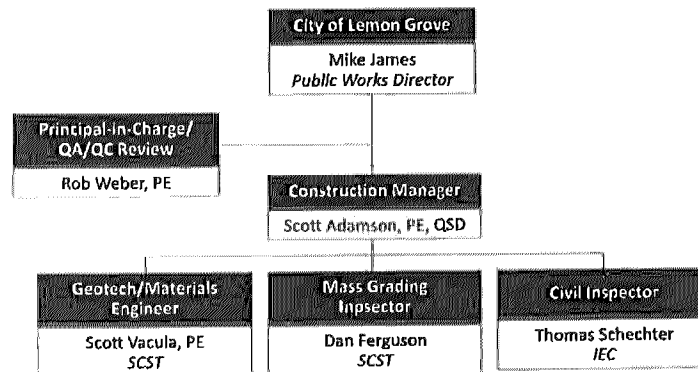 City of Lemon Grove
Mike James
Public Works Director
Principal-in-Charge/
QA/QC Review
Rob Weber, PE
Construction Manager
Scott Adamson, PE, QSD
Geotech/Materials
Engineer
Scott Vacula, PE
SCST
Mass Grading
Inpsector
Dan Ferguson
SCST
Civil Inspector
Thomas Schechter
IEC